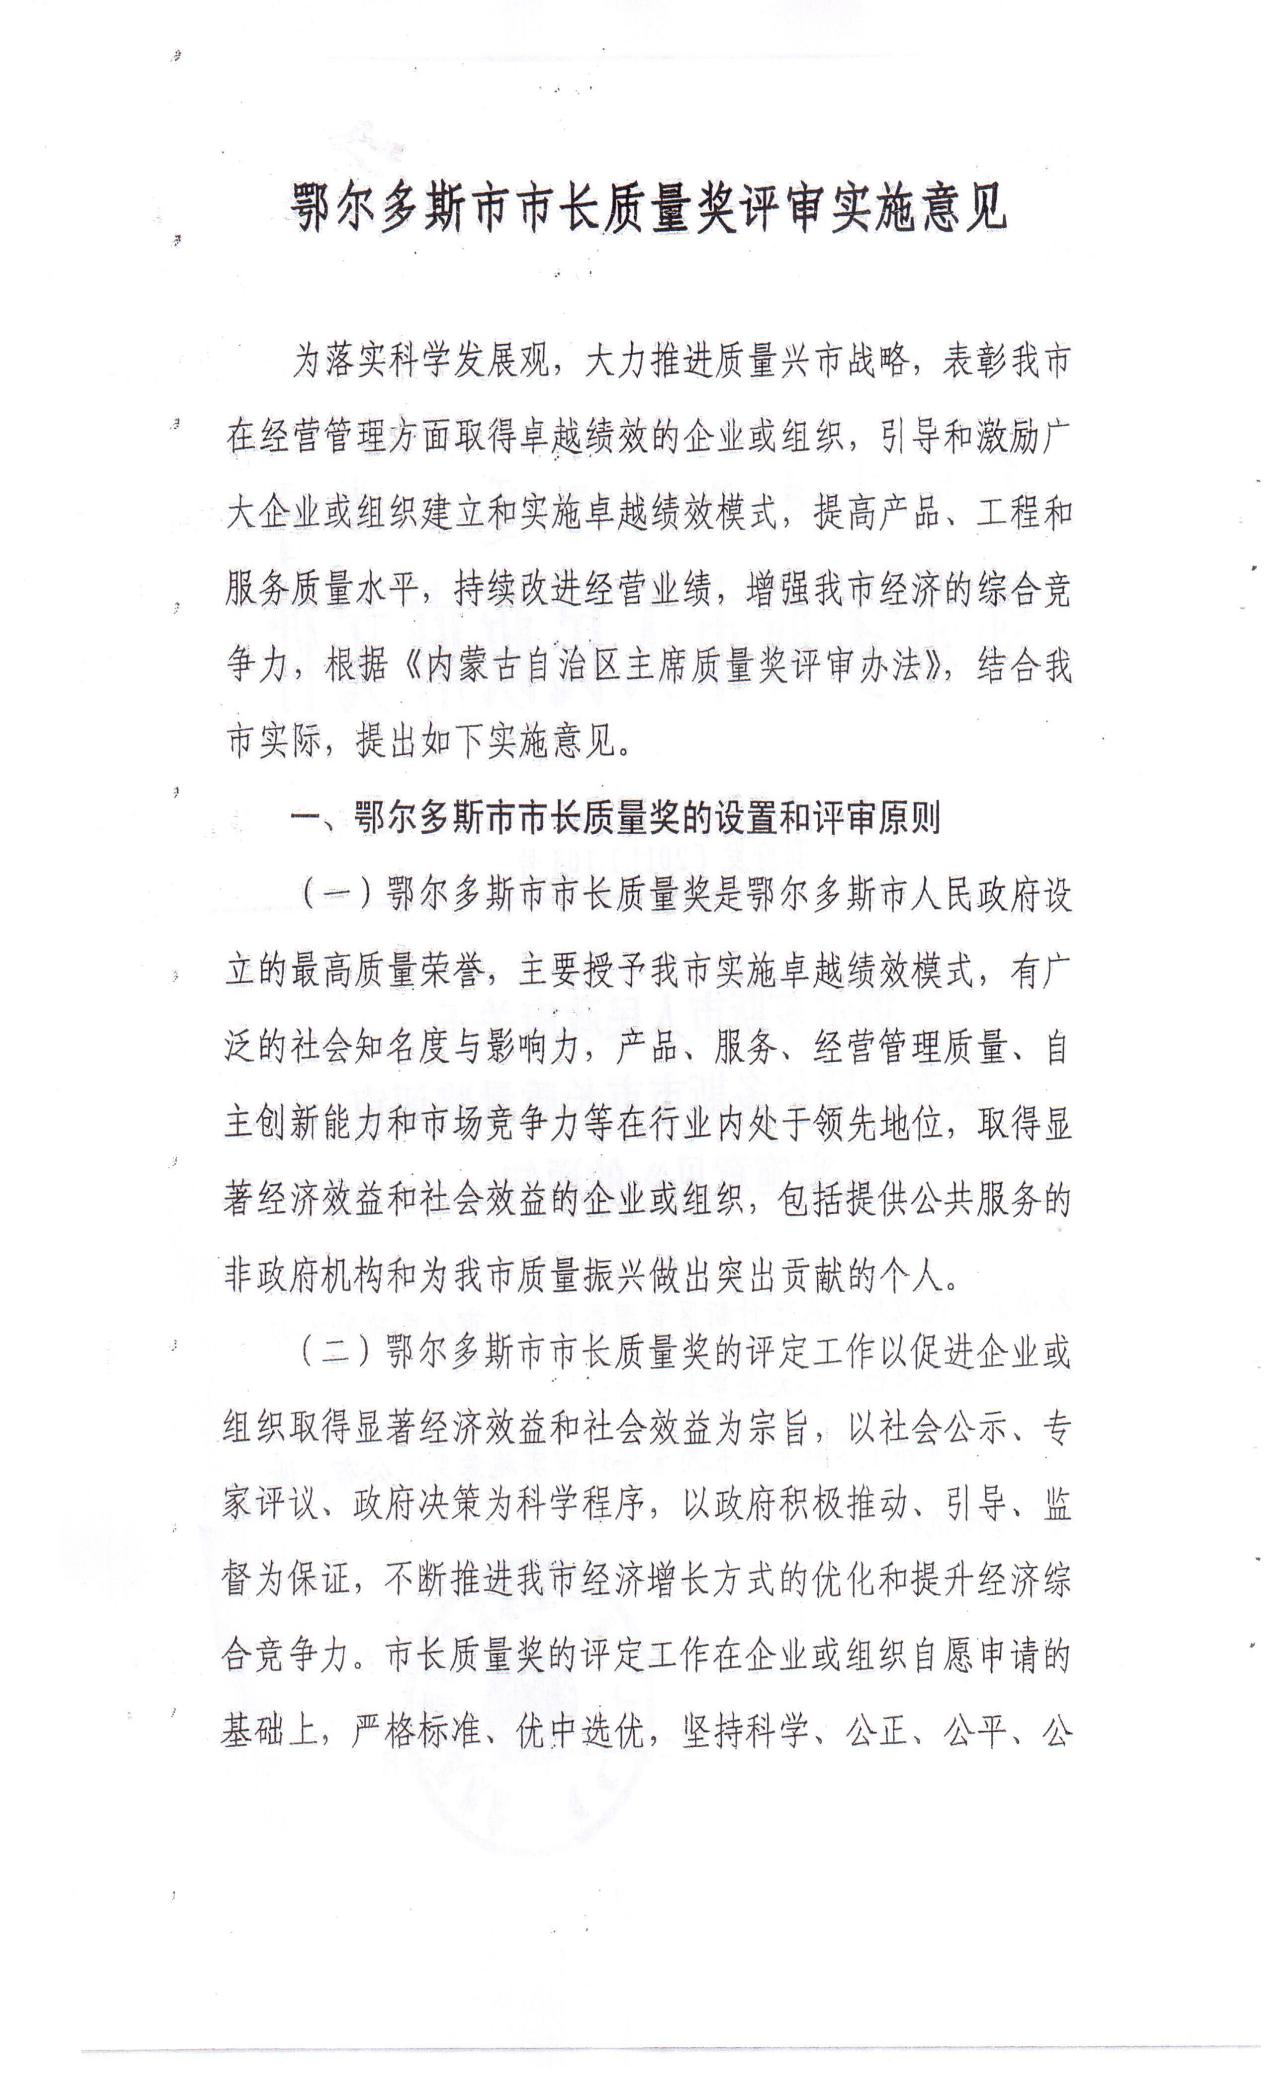 鄂尔多斯市市长质量奖评审实施意见
为落实科学发展观，大力推进质量兴市战略，表彰我市
在经营管理方面取得卓越绩效的企业或组织，引导和激励广
大企业或组织建立和实施卓越绩效模式，提高产品、工程和
服务质量水平，持续改进经营业绩，增强我市经济的综合竞
争力，根据《内蒙古自治区主席质量奖评审办法》，结合我
市实际，提出如下实施意见。
一、鄂尔多斯市市长质量奖的设置和评审原则
（一）鄂尔多斯市市长质量奖是鄂尔多斯市人民政府设
立的最高质量荣誉，主要授予我市实施卓越绩效模式，有广
泛的社会知名度与影响力，产品、服务、经营管理质量、自
主创新能力和市场竞争力等在行业内处于领先地位，取得显
著经济效益和社会效益的企业或组织，包括提供公共服务的
非政府机构和为我市质量振兴做出突出贡献的个人。
（二）鄂尔多斯市市长质量奖的评定工作以促进企业或
组织取得显著经济效益和社会效益为宗旨，以社会公示、专
家评议、政府决策为科学程序，以政府积极推动、引导、监
督为保证，不断推进我市经济增长方式的优化和提升经济综
合竞争力。市长质量奖的评定工作在企业或组织自愿申请的
基础上，严格标准、优中选优，坚持科学、公正、公平、公